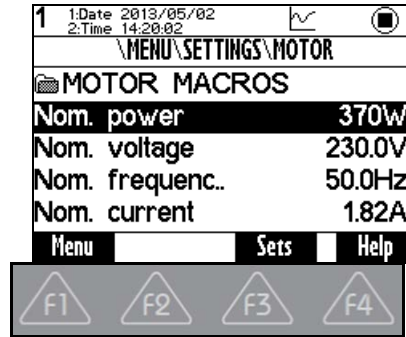 1 1:Date 2013/05/02
2:Time 14:20:02
\MENU\SETTINGS\MOTOR
MOTOR MACROS
Nom. power 370W
Nom. voltage 230.0V
Nom. frequenc.. 50.0Hz
Nom. current 1.82A
Menu Sets Help
F1 F2 F3 F4